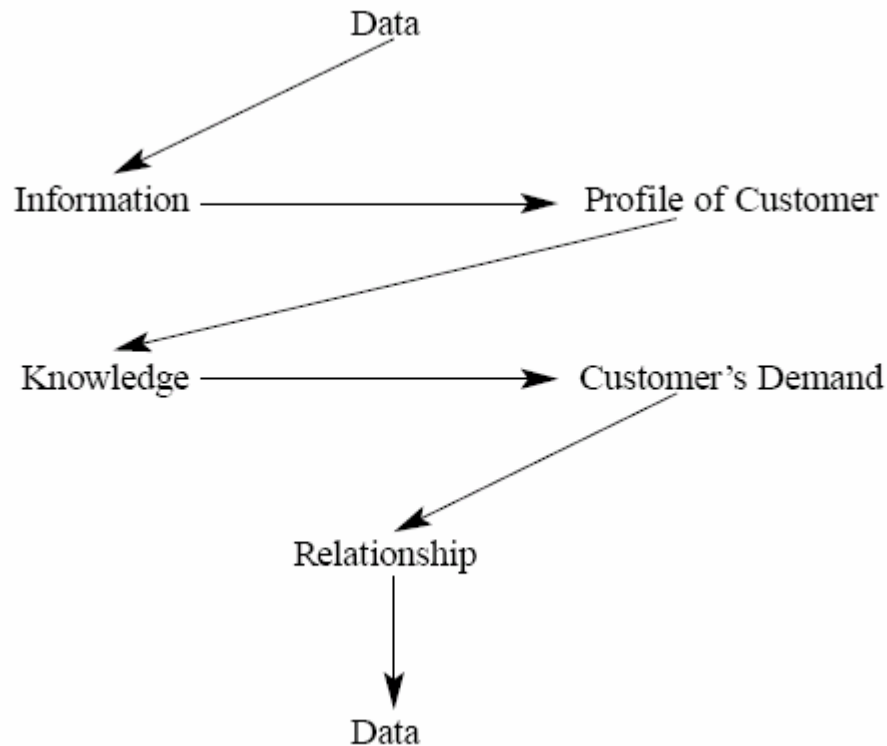 Data
Information
Profile of Customer
Knowledge
Customer’s Demand
Relationship
Data